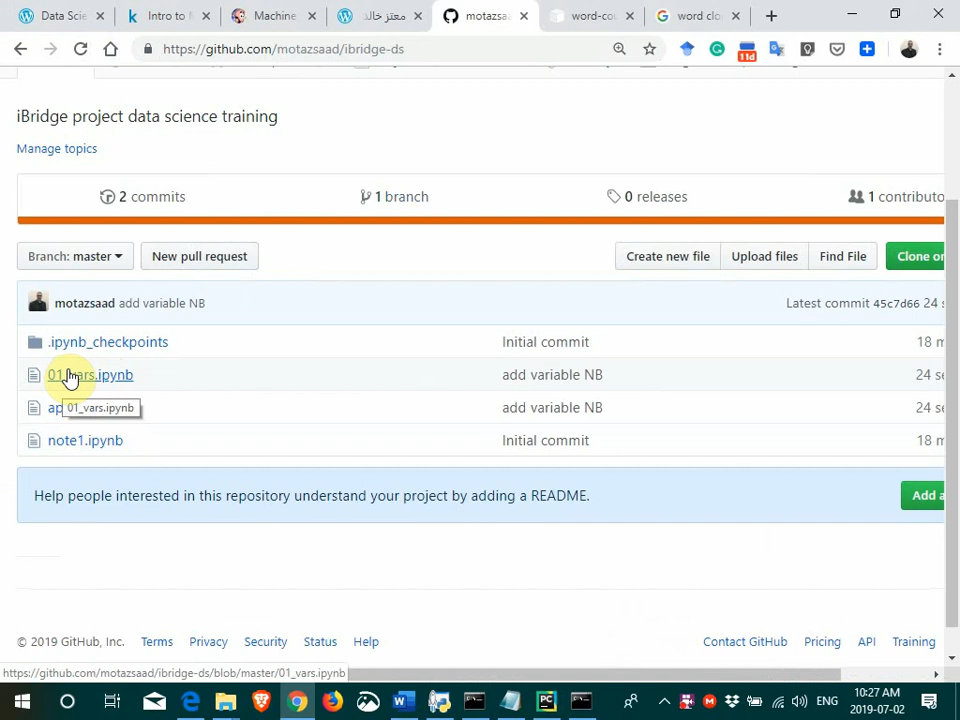 Data Scie
Intro to M
Machine
معتز خالد
motazsaa
word-cou
word clo
https://github.com/motazsaad/ibridge-ds
11d
iBridge project data science training
Manage topics
2 commits
1 branch
0 releases
1 contributo
Branch: master
New pull request
Create new file
Upload files
Find File
Clone or
motazsaad add variable NB
Latest commit 45c7d66 24 s
.ipynb_checkpoints
Initial commit
18 m
01_vars.ipynb
add variable NB
24 se
ap
01_vars.ipynb
add variable NB
24 se
note1.ipynb
Initial commit
18 m
Help people interested in this repository understand your project by adding a README.
Add a
© 2019 GitHub, Inc.
Terms
Privacy
Security
Status
Help
Contact GitHub
Pricing
API
Training
https://github.com/motazsaad/ibridge-ds/blob/master/01_vars.ipynb
ENG
10:27 AM
2019-07-02